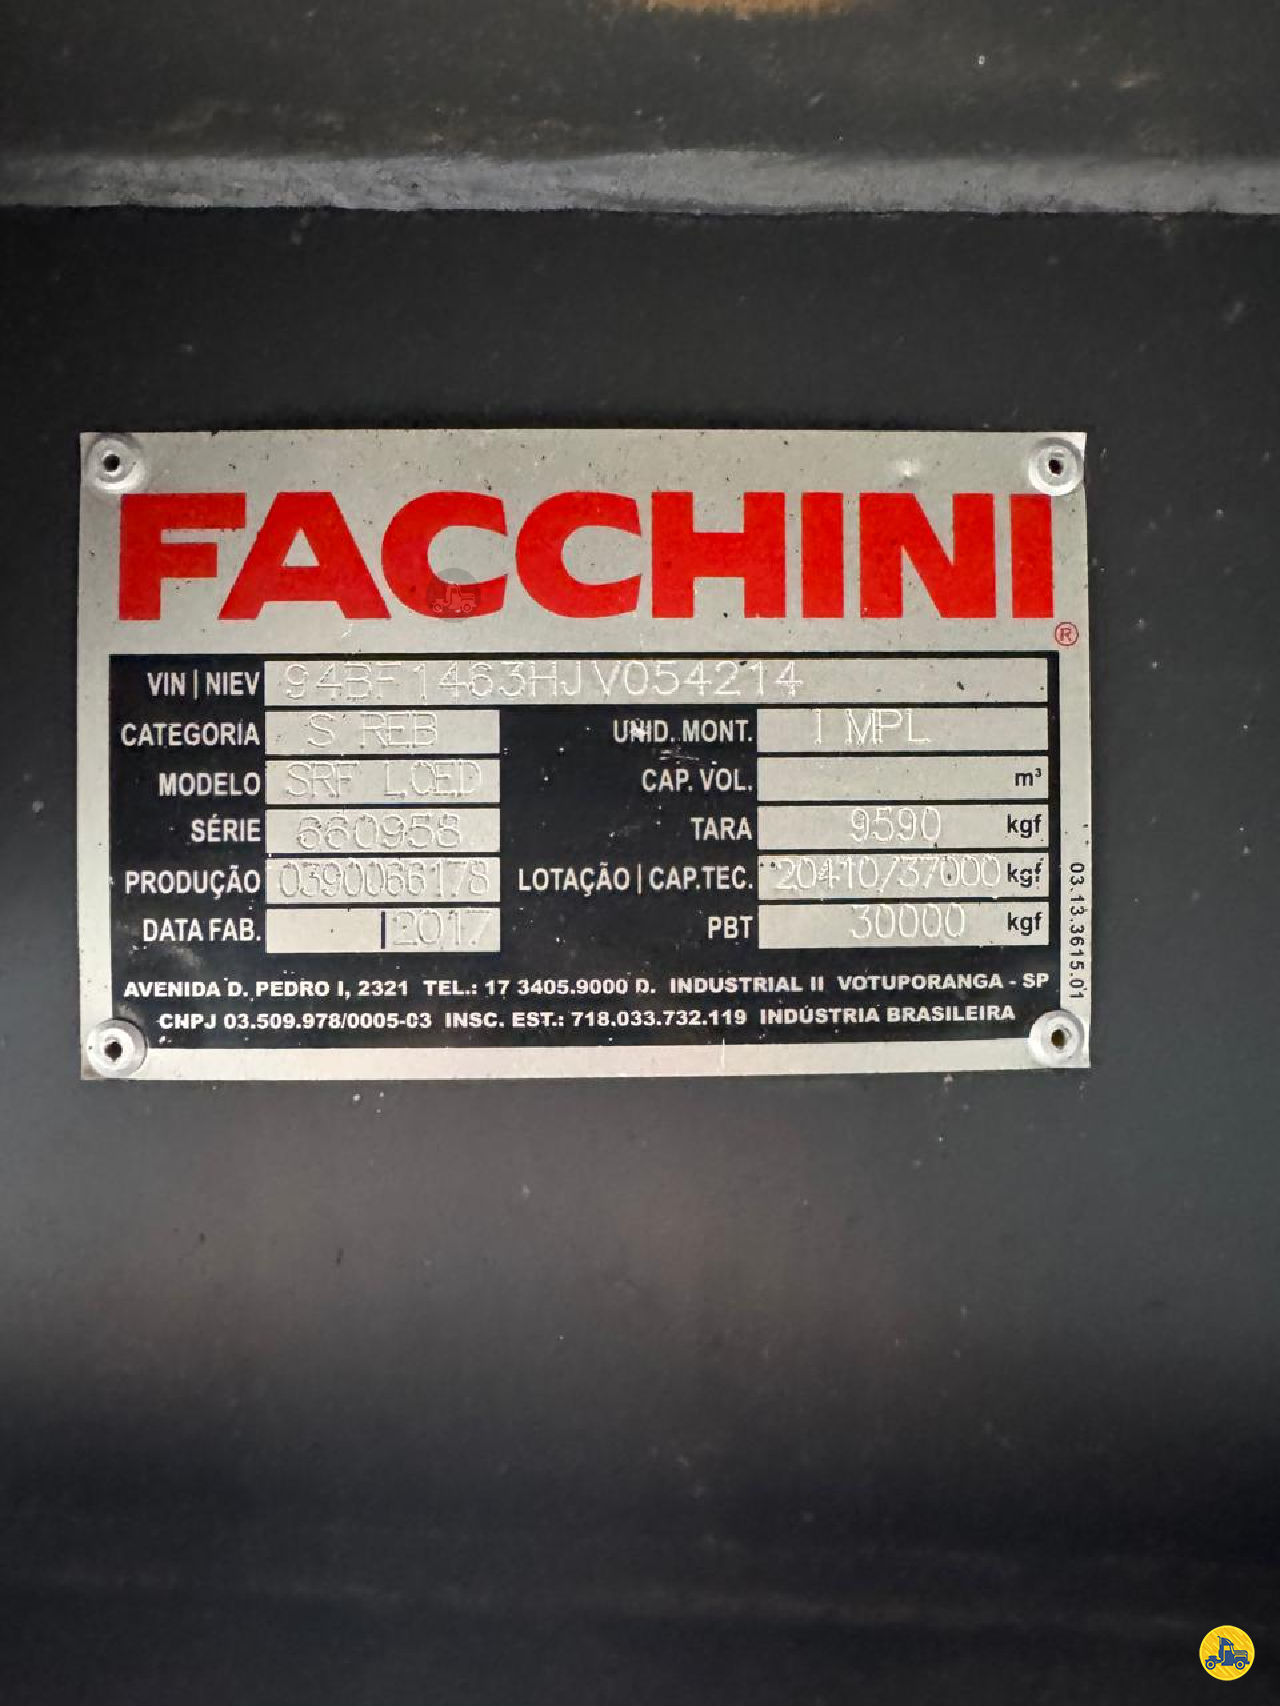 FACCHINI
®
VIN | NIEV 94BF1463HJV054214
CATEGORIA S REB UNID. MONT. I MPL
MODELO SRF LCED CAP. VOL. m³
SÉRIE 660958 TARA 9590 kgf
PRODUÇÃO 0390066178 LOTAÇÃO | CAP.TEC. 20410/37000 kgf
DATA FAB. 2017 PBT 30000 kgf
03.13.3615.01
AVENIDA D. PEDRO I, 2321 TEL.: 17 3405.9000 D. INDUSTRIAL II VOTUPORANGA - SP
CNPJ 03.509.978/0005-03 INSC. EST.: 718.033.732.119 INDÚSTRIA BRASILEIRA